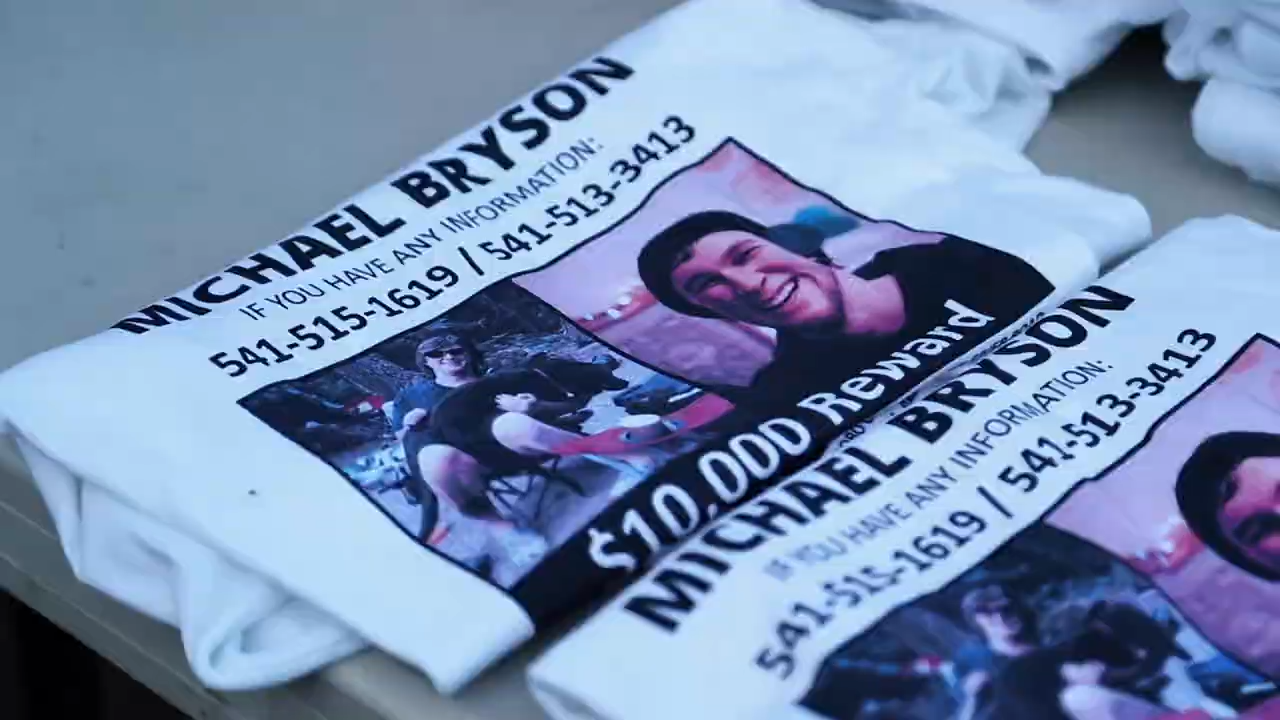 MICHAEL BRYSON
IF YOU HAVE ANY INFORMATION:
541-515-1619 / 541-513-3413
$10,000 Reward
MICHAEL BRYSON
IF YOU HAVE ANY INFORMATION:
541-515-1619 / 541-513-3413